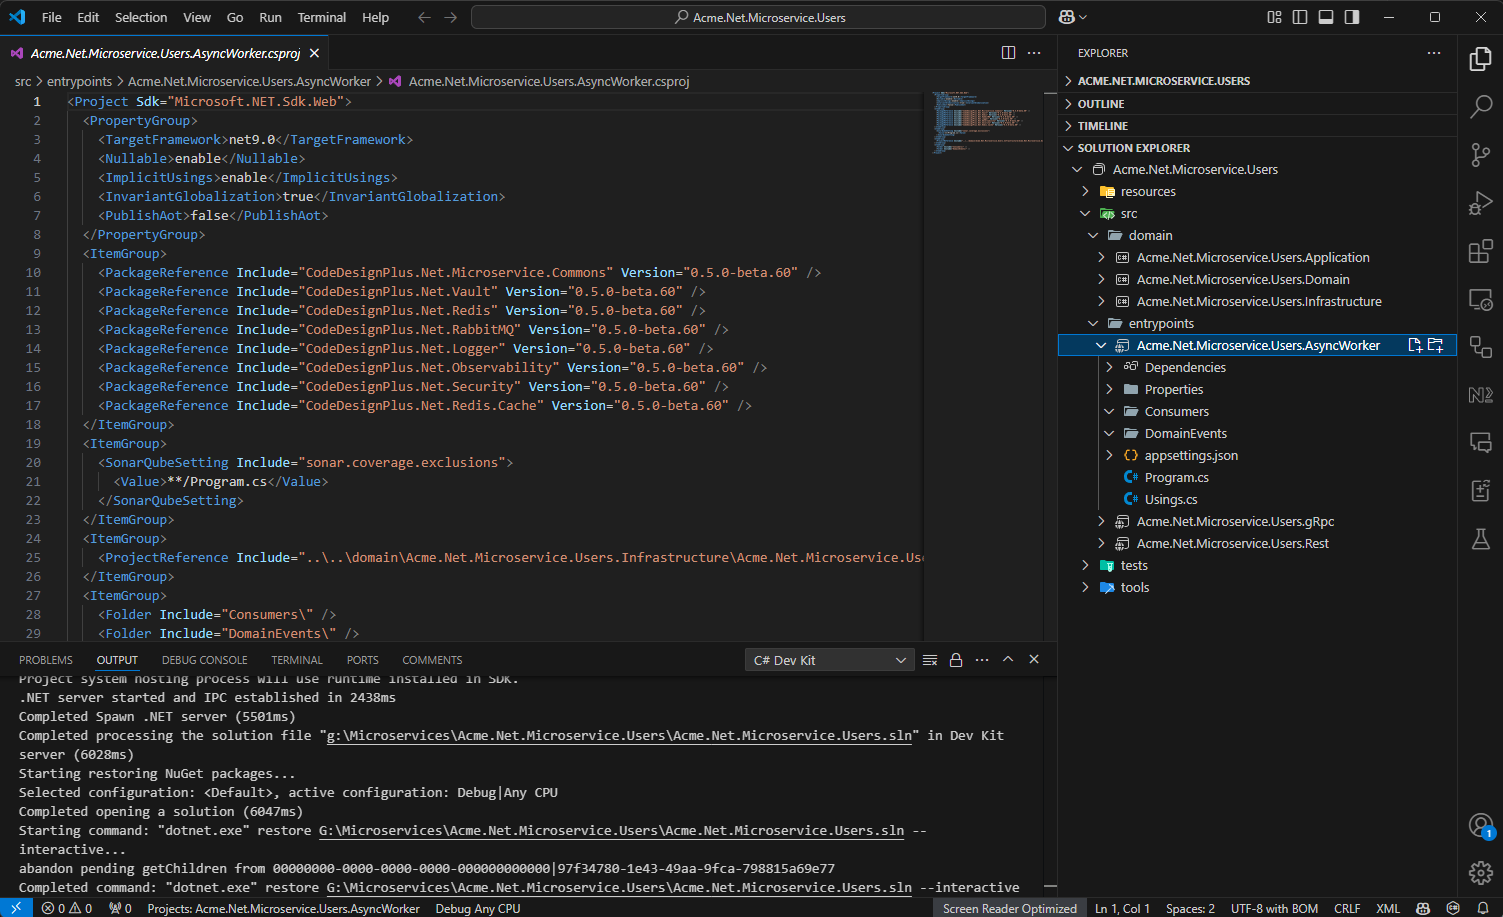 File Edit Selection View Go Run Terminal Help
Acme.Net.Microservice.Users
Acme.Net.Microservice.Users.AsyncWorker.csproj
src > entrypoints > Acme.Net.Microservice.Users.AsyncWorker > Acme.Net.Microservice.Users.AsyncWorker.csproj
1 <Project Sdk="Microsoft.NET.Sdk.Web">
2 <PropertyGroup>
3 <TargetFramework>net9.0</TargetFramework>
4 <Nullable>enable</Nullable>
5 <ImplicitUsings>enable</ImplicitUsings>
6 <InvariantGlobalization>true</InvariantGlobalization>
7 <PublishAot>false</PublishAot>
8 </PropertyGroup>
9 <ItemGroup>
10 <PackageReference Include="CodeDesignPlus.Net.Microservice.Commons" Version="0.5.0-beta.60" />
11 <PackageReference Include="CodeDesignPlus.Net.Vault" Version="0.5.0-beta.60" />
12 <PackageReference Include="CodeDesignPlus.Net.Redis" Version="0.5.0-beta.60" />
13 <PackageReference Include="CodeDesignPlus.Net.RabbitMQ" Version="0.5.0-beta.60" />
14 <PackageReference Include="CodeDesignPlus.Net.Logger" Version="0.5.0-beta.60" />
15 <PackageReference Include="CodeDesignPlus.Net.Observability" Version="0.5.0-beta.60" />
16 <PackageReference Include="CodeDesignPlus.Net.Security" Version="0.5.0-beta.60" />
17 <PackageReference Include="CodeDesignPlus.Net.Redis.Cache" Version="0.5.0-beta.60" />
18 </ItemGroup>
19 <ItemGroup>
20 <SonarQubeSetting Include="sonar.coverage.exclusions">
21 <Value>**/Program.cs</Value>
22 </SonarQubeSetting>
23 </ItemGroup>
24 <ItemGroup>
25 <ProjectReference Include="..\..\domain\Acme.Net.Microservice.Users.Infrastructure\Acme.Net.Microservice.Use
26 </ItemGroup>
27 <ItemGroup>
28 <Folder Include="Consumers\" />
29 <Folder Include="DomainEvents\" />
PROBLEMS OUTPUT DEBUG CONSOLE TERMINAL PORTS COMMENTS
C# Dev Kit
Project system hosting process will use runtime installed in SDK.
.NET server started and IPC established in 2438ms
Completed Spawn .NET server (5501ms)
Completed processing the solution file "g:\Microservices\Acme.Net.Microservice.Users\Acme.Net.Microservice.Users.sln" in Dev Kit
server (6028ms)
Starting restoring NuGet packages...
Selected configuration: <Default>, active configuration: Debug|Any CPU
Completed opening a solution (6047ms)
Starting command: "dotnet.exe" restore G:\Microservices\Acme.Net.Microservice.Users\Acme.Net.Microservice.Users.sln --
interactive...
abandon pending getChildren from 00000000-0000-0000-0000-000000000000|97f34780-1e43-49aa-9fca-798815a69e77
Completed command: "dotnet.exe" restore G:\Microservices\Acme.Net.Microservice.Users\Acme.Net.Microservice.Users.sln --interactive
EXPLORER
ACME.NET.MICROSERVICE.USERS
OUTLINE
TIMELINE
SOLUTION EXPLORER
Acme.Net.Microservice.Users
resources
src
domain
Acme.Net.Microservice.Users.Application
Acme.Net.Microservice.Users.Domain
Acme.Net.Microservice.Users.Infrastructure
entrypoints
Acme.Net.Microservice.Users.AsyncWorker
Dependencies
Properties
Consumers
DomainEvents
{} appsettings.json
C# Program.cs
C# Usings.cs
Acme.Net.Microservice.Users.gRpc
Acme.Net.Microservice.Users.Rest
tests
tools
1
0 0 0 Projects: Acme.Net.Microservice.Users.AsyncWorker Debug Any CPU
Screen Reader Optimized Ln 1, Col 1 Spaces: 2 UTF-8 with BOM CRLF XML